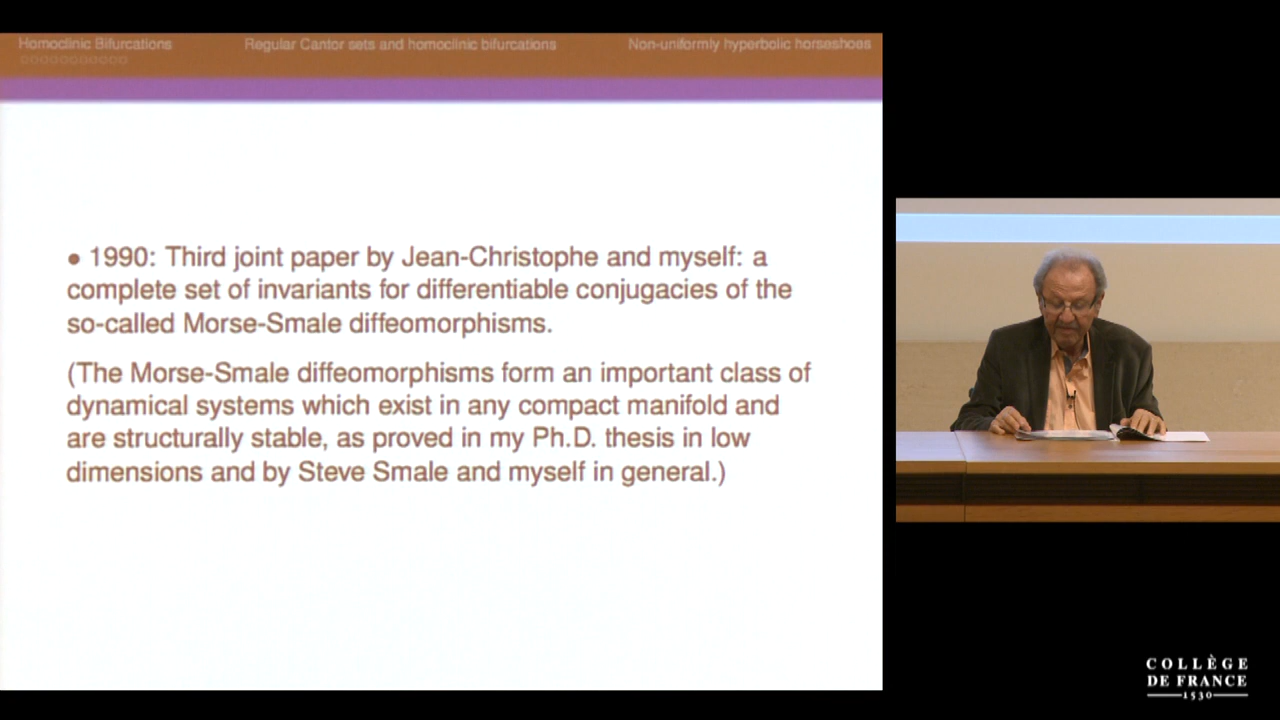 Homoclinic Bifurcations
Regular Cantor sets and homoclinic bifurcations
Non-uniformly hyperbolic horseshoes
• 1990: Third joint paper by Jean-Christophe and myself: a
complete set of invariants for differentiable conjugacies of the
so-called Morse-Smale diffeomorphisms.
(The Morse-Smale diffeomorphisms form an important class of
dynamical systems which exist in any compact manifold and
are structurally stable, as proved in my Ph.D. thesis in low
dimensions and by Steve Smale and myself in general.)
COLLÈGE
DE FRANCE
1530